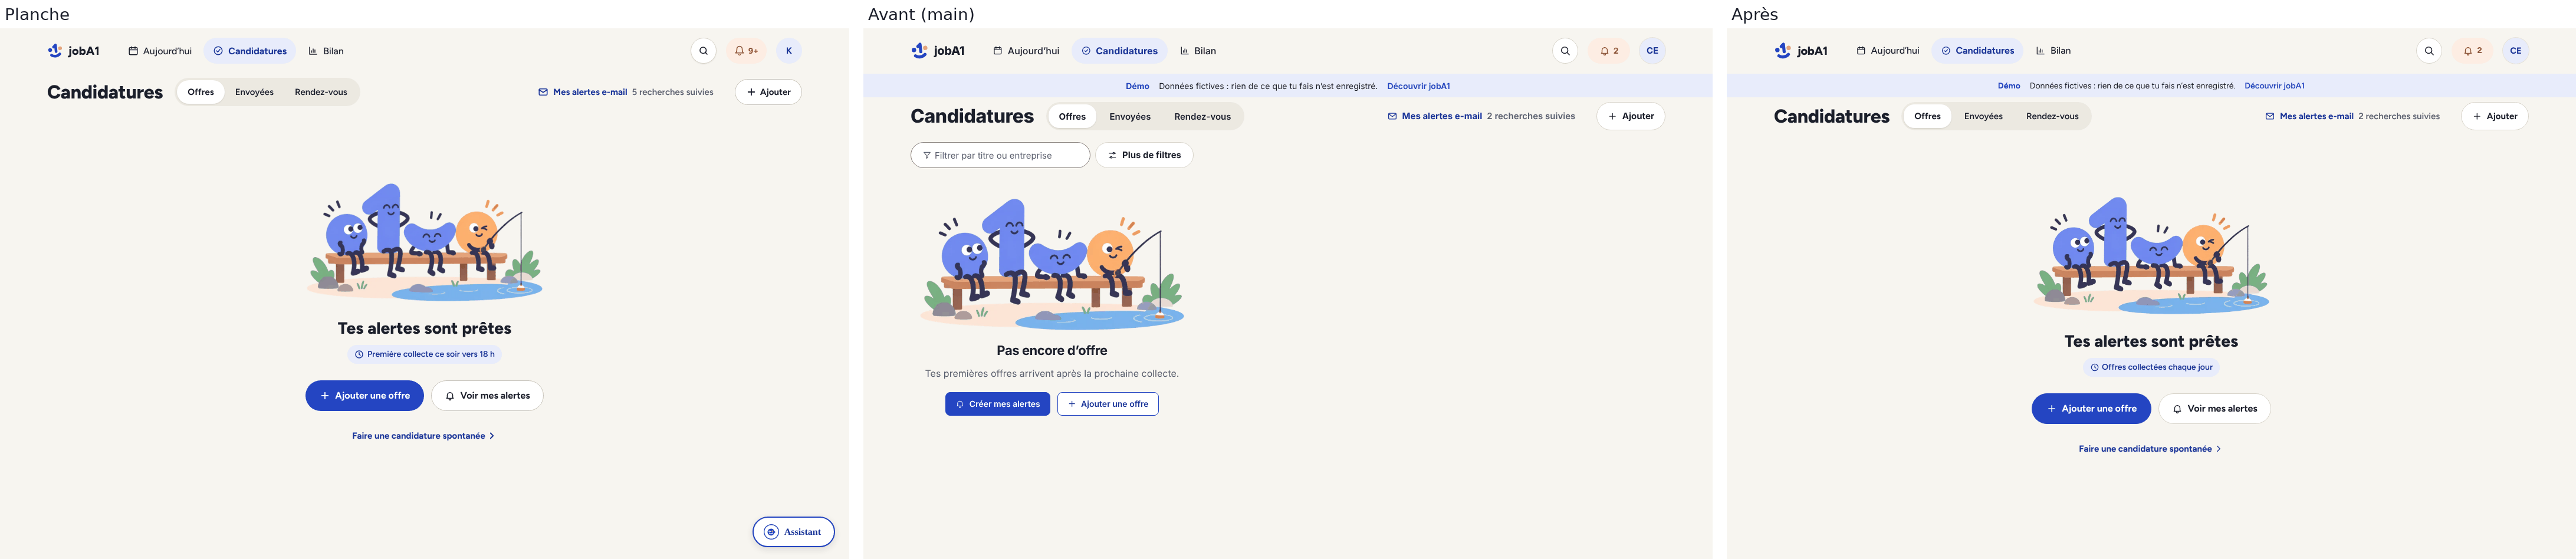 Planche
jobA1 Aujourd'hui Candidatures Bilan 9+ K
Candidatures Offres Envoyées Rendez-vous Mes alertes e-mail 5 recherches suivies + Ajouter
Tes alertes sont prêtes
Première collecte ce soir vers 18 h
+ Ajouter une offre Voir mes alertes
Faire une candidature spontanée >
Assistant
Avant (main)
jobA1 Aujourd'hui Candidatures Bilan 2 CE
Démo Données fictives : rien de ce que tu fais n'est enregistré. Découvrir jobA1
Candidatures Offres Envoyées Rendez-vous Mes alertes e-mail 2 recherches suivies + Ajouter
Filtrer par titre ou entreprise Plus de filtres
Pas encore d'offre
Tes premières offres arrivent après la prochaine collecte.
Créer mes alertes + Ajouter une offre
Après
jobA1 Aujourd'hui Candidatures Bilan 2 CE
Démo Données fictives : rien de ce que tu fais n'est enregistré. Découvrir jobA1
Candidatures Offres Envoyées Rendez-vous Mes alertes e-mail 2 recherches suivies + Ajouter
Tes alertes sont prêtes
Offres collectées chaque jour
+ Ajouter une offre Voir mes alertes
Faire une candidature spontanée >